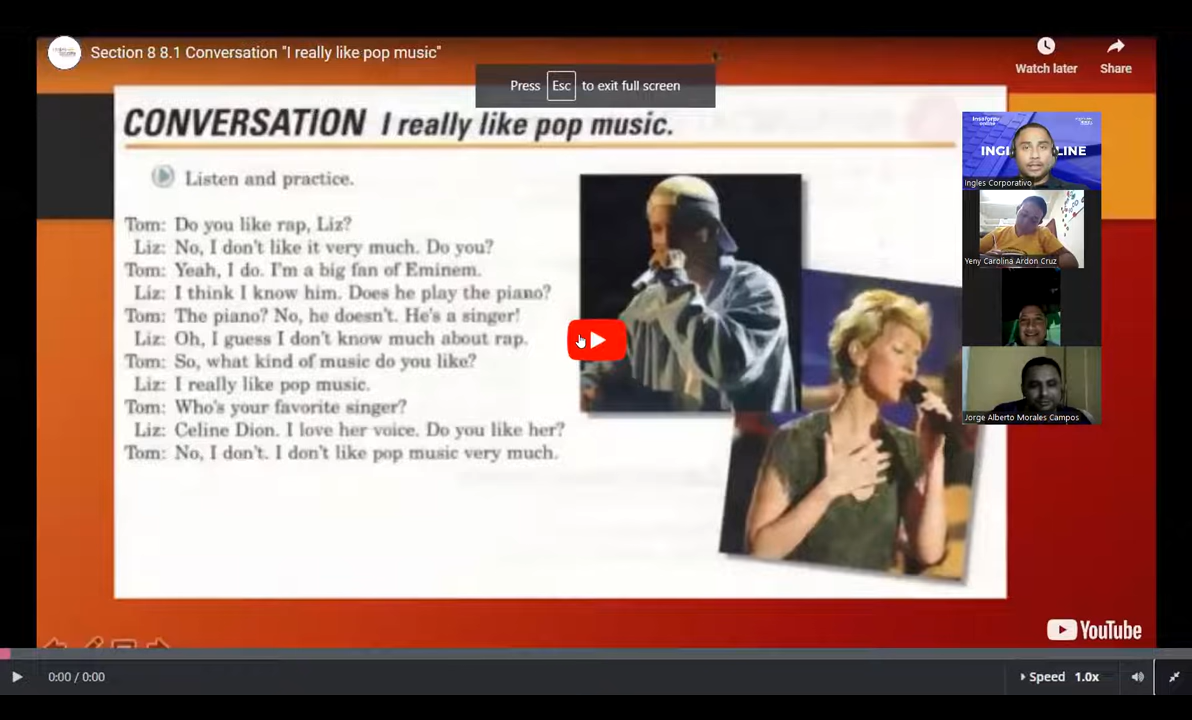 Section 8 8.1 Conversation "I really like pop music"
Watch later
Share
Press Esc to exit full screen
CONVERSATION I really like pop music.
Listen and practice.
Tom: Do you like rap, Liz?
Liz: No, I don't like it very much. Do you?
Tom: Yeah, I do. I'm a big fan of Eminem.
Liz: I think I know him. Does he play the piano?
Tom: The piano? No, he doesn't. He's a singer!
Liz: Oh, I guess I don't know much about rap.
Tom: So, what kind of music do you like?
Liz: I really like pop music.
Tom: Who's your favorite singer?
Liz: Celine Dion. I love her voice. Do you like her?
Tom: No, I don't. I don't like pop music very much.
Ingles Corporativo
Yeny Carolina Ardon Cruz
Jorge Alberto Morales Campos
YouTube
0:00 / 0:00
Speed 1.0x